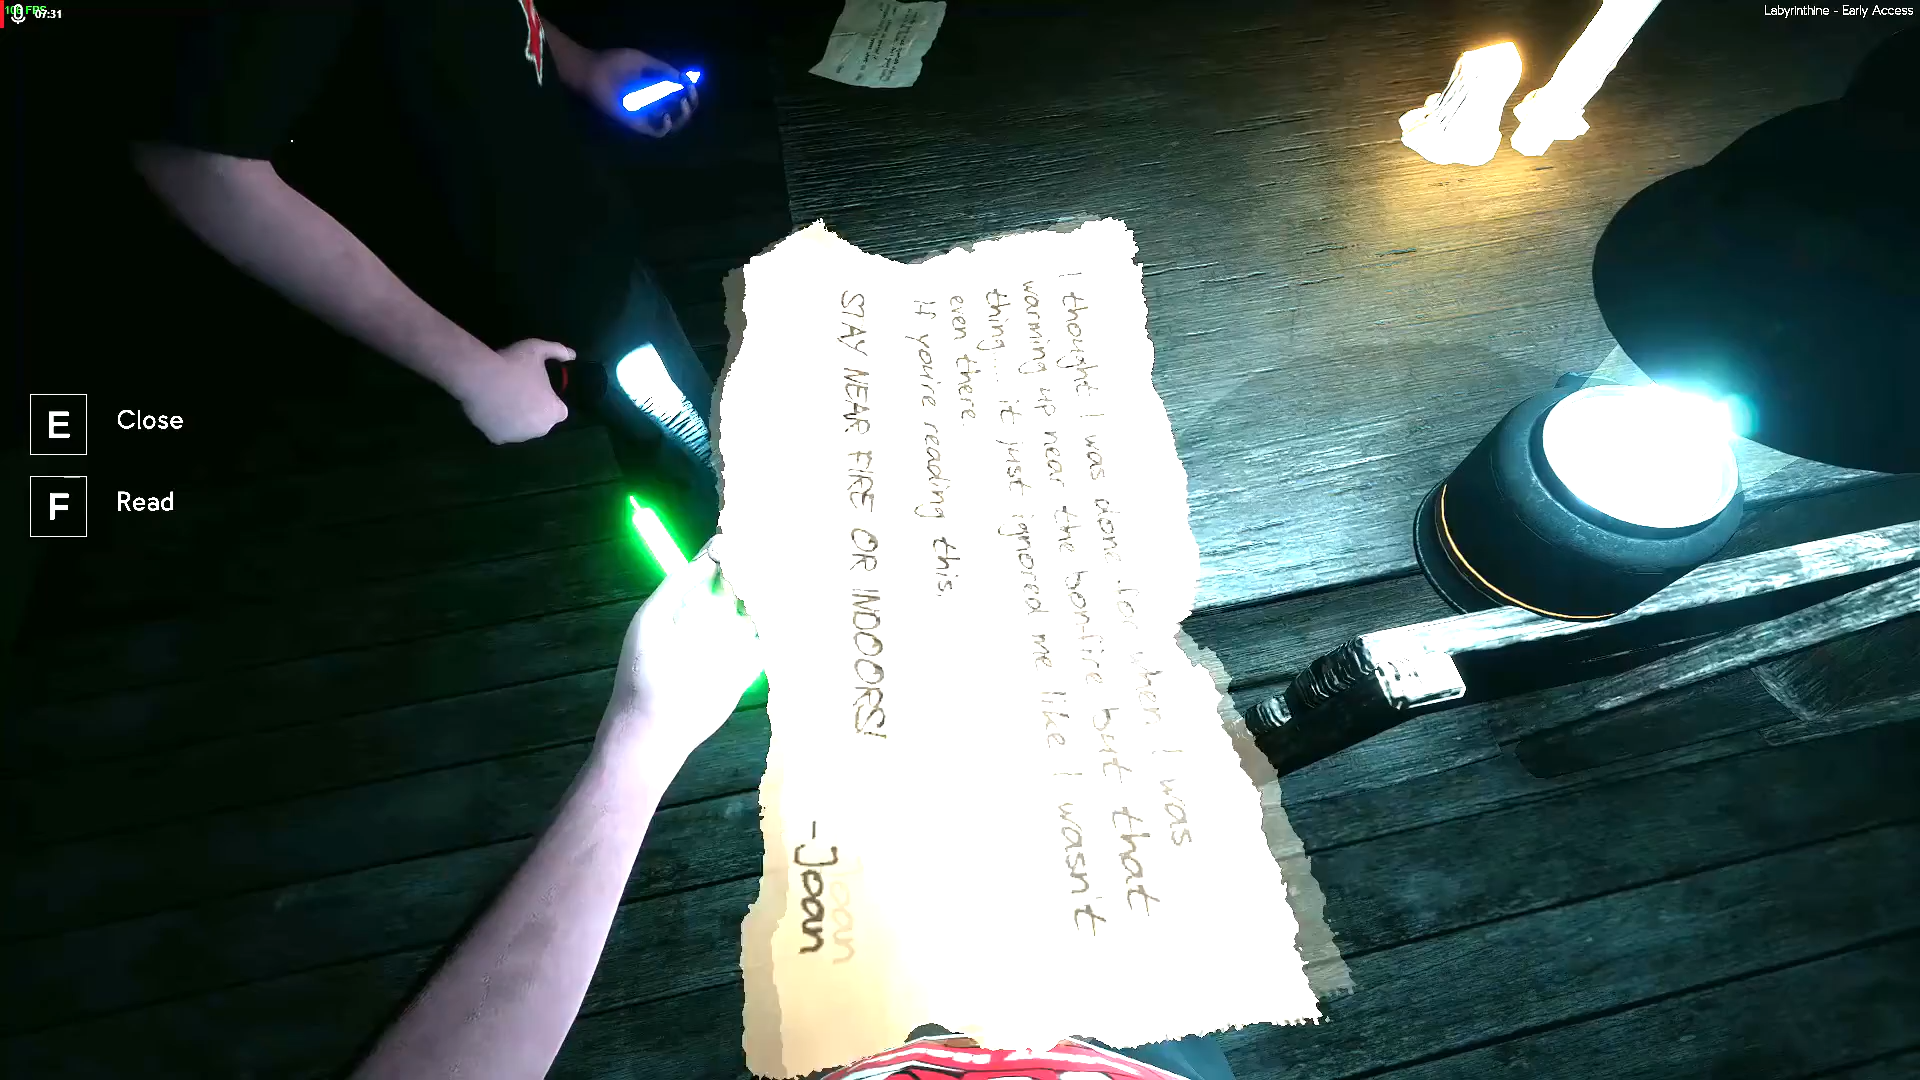 106 FPS
07:31
Labyrinthine - Early Access
E Close
F Read
I thought I was done for when I was
warming up near the bonfire but that
thing... it just ignored me like I wasn't
even there.
If you're reading this.
STAY NEAR FIRE OR INDOORS!
-Joan